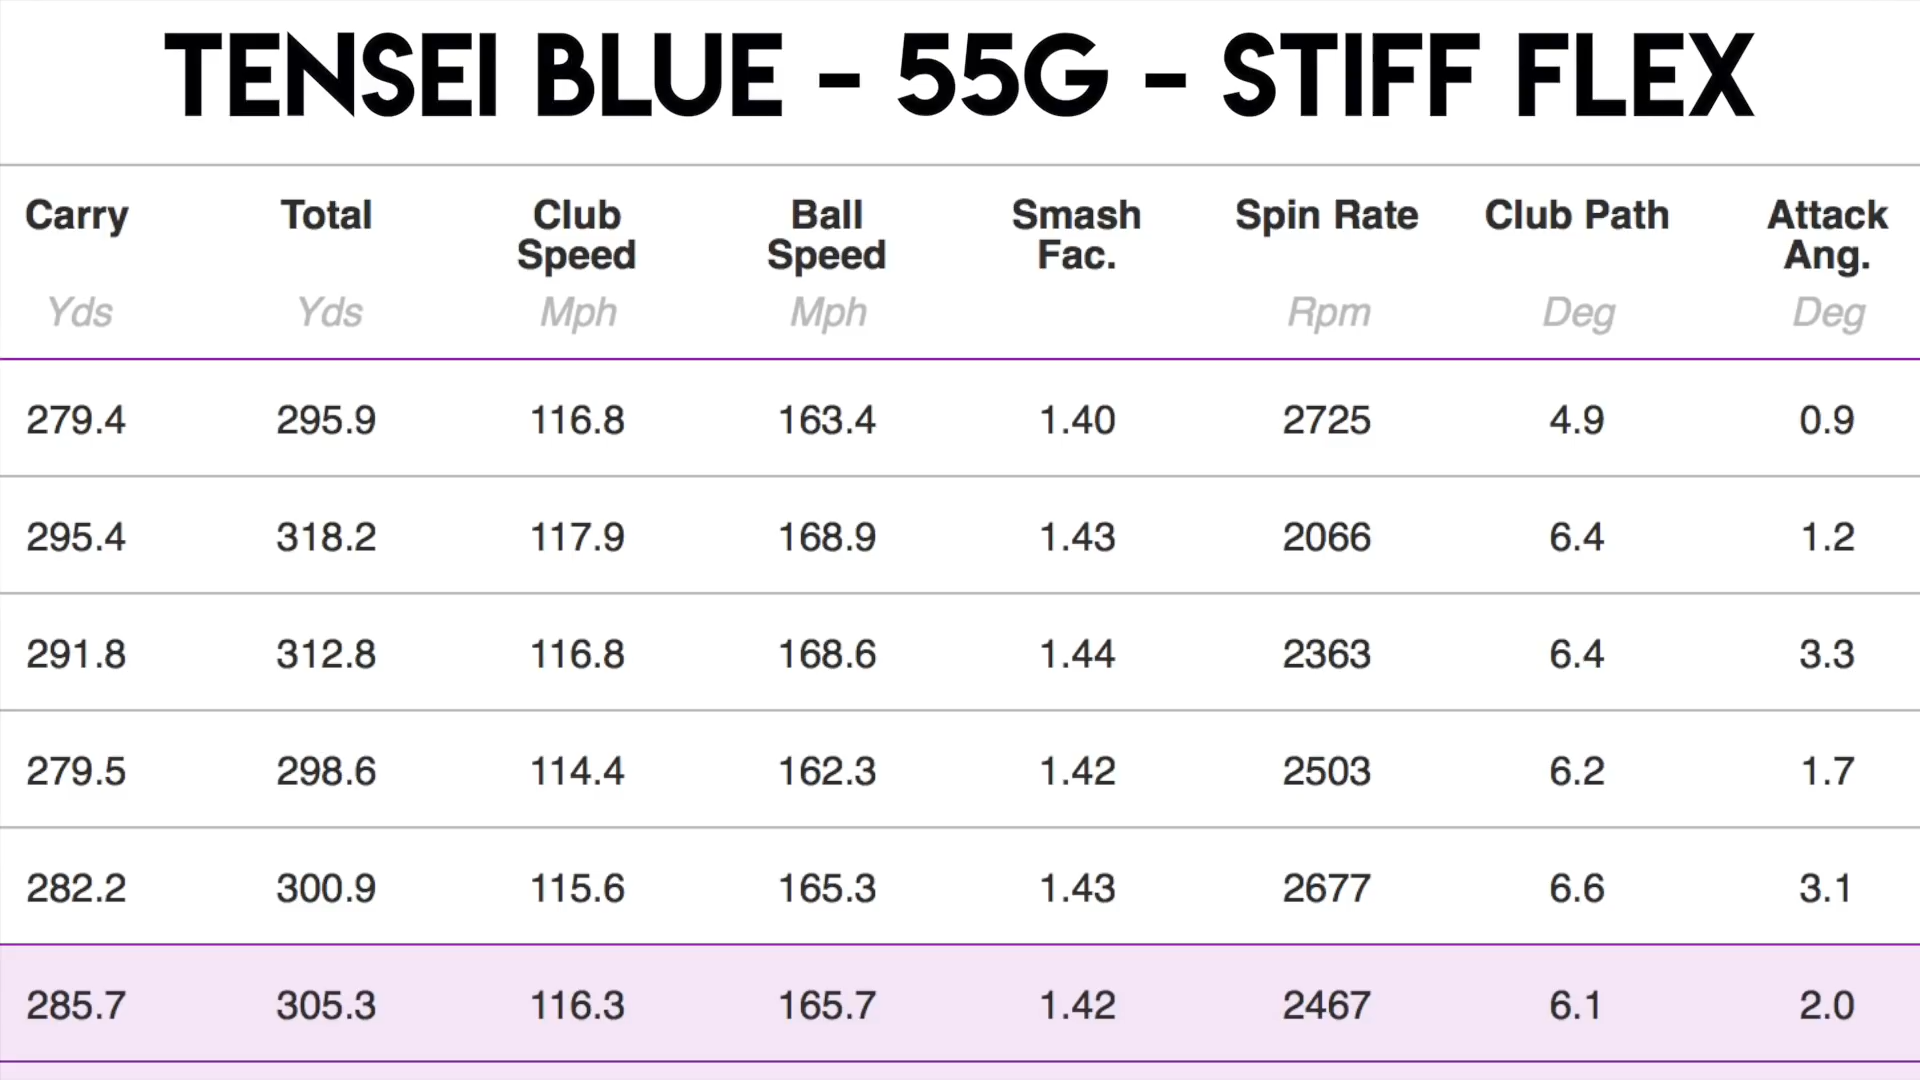 TENSEI BLUE - 55G - STIFF FLEX
Carry Total Club Speed Ball Speed Smash Fac. Spin Rate Club Path Attack Ang.
Yds Yds Mph Mph Rpm Deg Deg
279.4 295.9 116.8 163.4 1.40 2725 4.9 0.9
295.4 318.2 117.9 168.9 1.43 2066 6.4 1.2
291.8 312.8 116.8 168.6 1.44 2363 6.4 3.3
279.5 298.6 114.4 162.3 1.42 2503 6.2 1.7
282.2 300.9 115.6 165.3 1.43 2677 6.6 3.1
285.7 305.3 116.3 165.7 1.42 2467 6.1 2.0